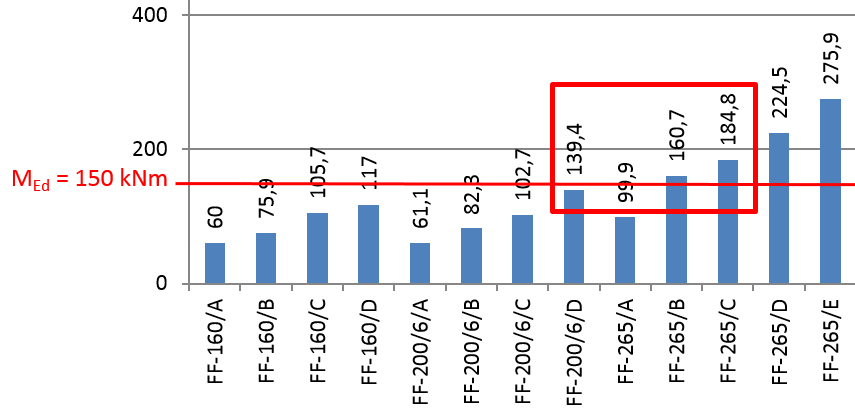 400
200
0
M_Ed = 150 kNm
60
75,9
105,7
117
61,1
82,3
102,7
139,4
99,9
160,7
184,8
224,5
275,9
FF-160/A
FF-160/B
FF-160/C
FF-160/D
FF-200/6/A
FF-200/6/B
FF-200/6/C
FF-200/6/D
FF-265/A
FF-265/B
FF-265/C
FF-265/D
FF-265/E